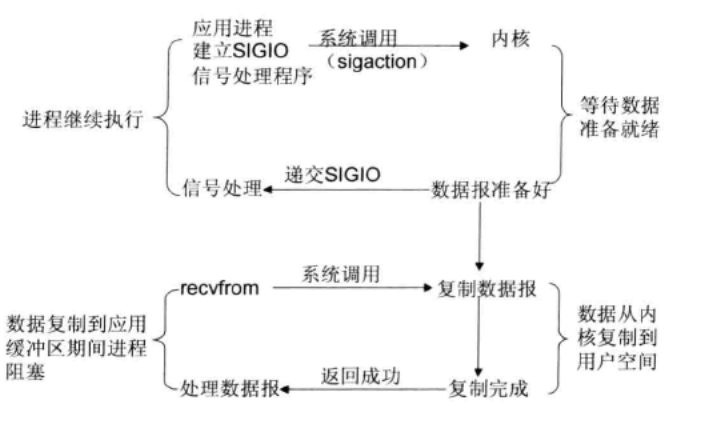 应用进程
建立SIGIO
信号处理程序
系统调用
（sigaction）
内核
进程继续执行
等待数据
准备就绪
信号处理
递交SIGIO
数据报准备好
recvfrom
系统调用
复制数据报
数据复制到应用
缓冲区期间进程
阻塞
数据从内
核复制到
用户空间
处理数据报
返回成功
复制完成